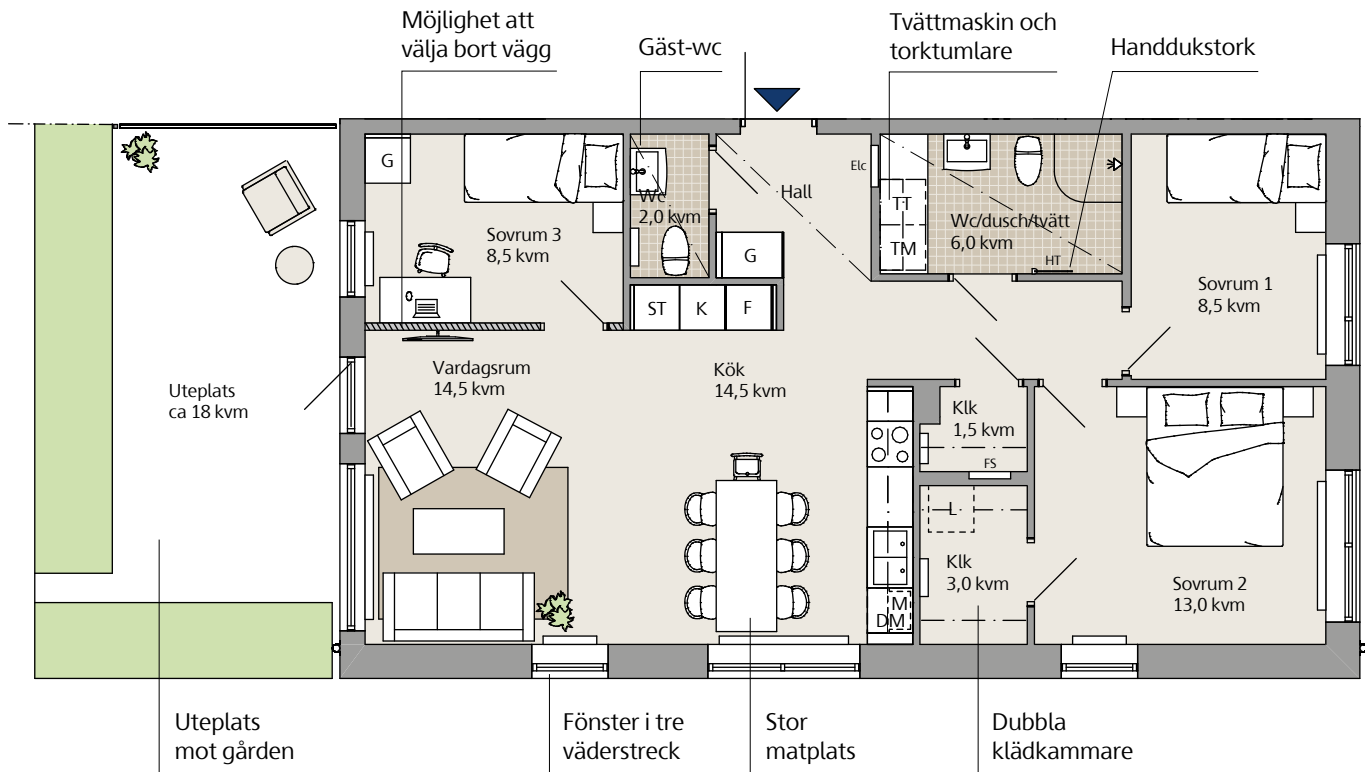 Möjlighet att
välja bort vägg
Gäst-wc
Tvättmaskin och
torktumlare
Handdukstork
G
Sovrum 3
8,5 kvm
Wc
2,0 kvm
Hall
G
Elc
TT
TM
Wc/dusch/tvätt
6,0 kvm
HT
Sovrum 1
8,5 kvm
ST
K
F
Uteplats
ca 18 kvm
Vardagsrum
14,5 kvm
Kök
14,5 kvm
Klk
1,5 kvm
FS
L
Klk
3,0 kvm
M
DM
Sovrum 2
13,0 kvm
Uteplats
mot gården
Fönster i tre
väderstreck
Stor
matplats
Dubbla
klädkammare